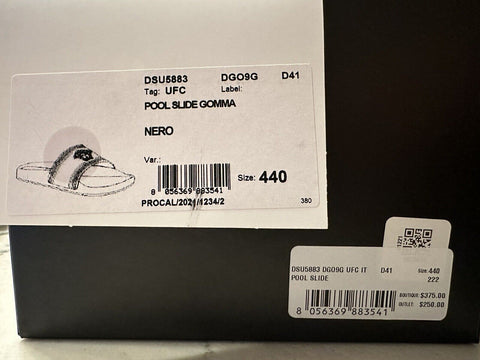 DSU5883 DGO9G D41
Tag: UFC Label:
POOL SLIDE GOMMA
NERO
Var.:
8 056369 883541
Size: 440
PROCAL/2021/1234/2
380
DSU5883 DGO9G UFC IT D41 Size: 440
POOL SLIDE 222
BOUTIQUE: $375.00
OUTLET: $250.00
8 056369 883541